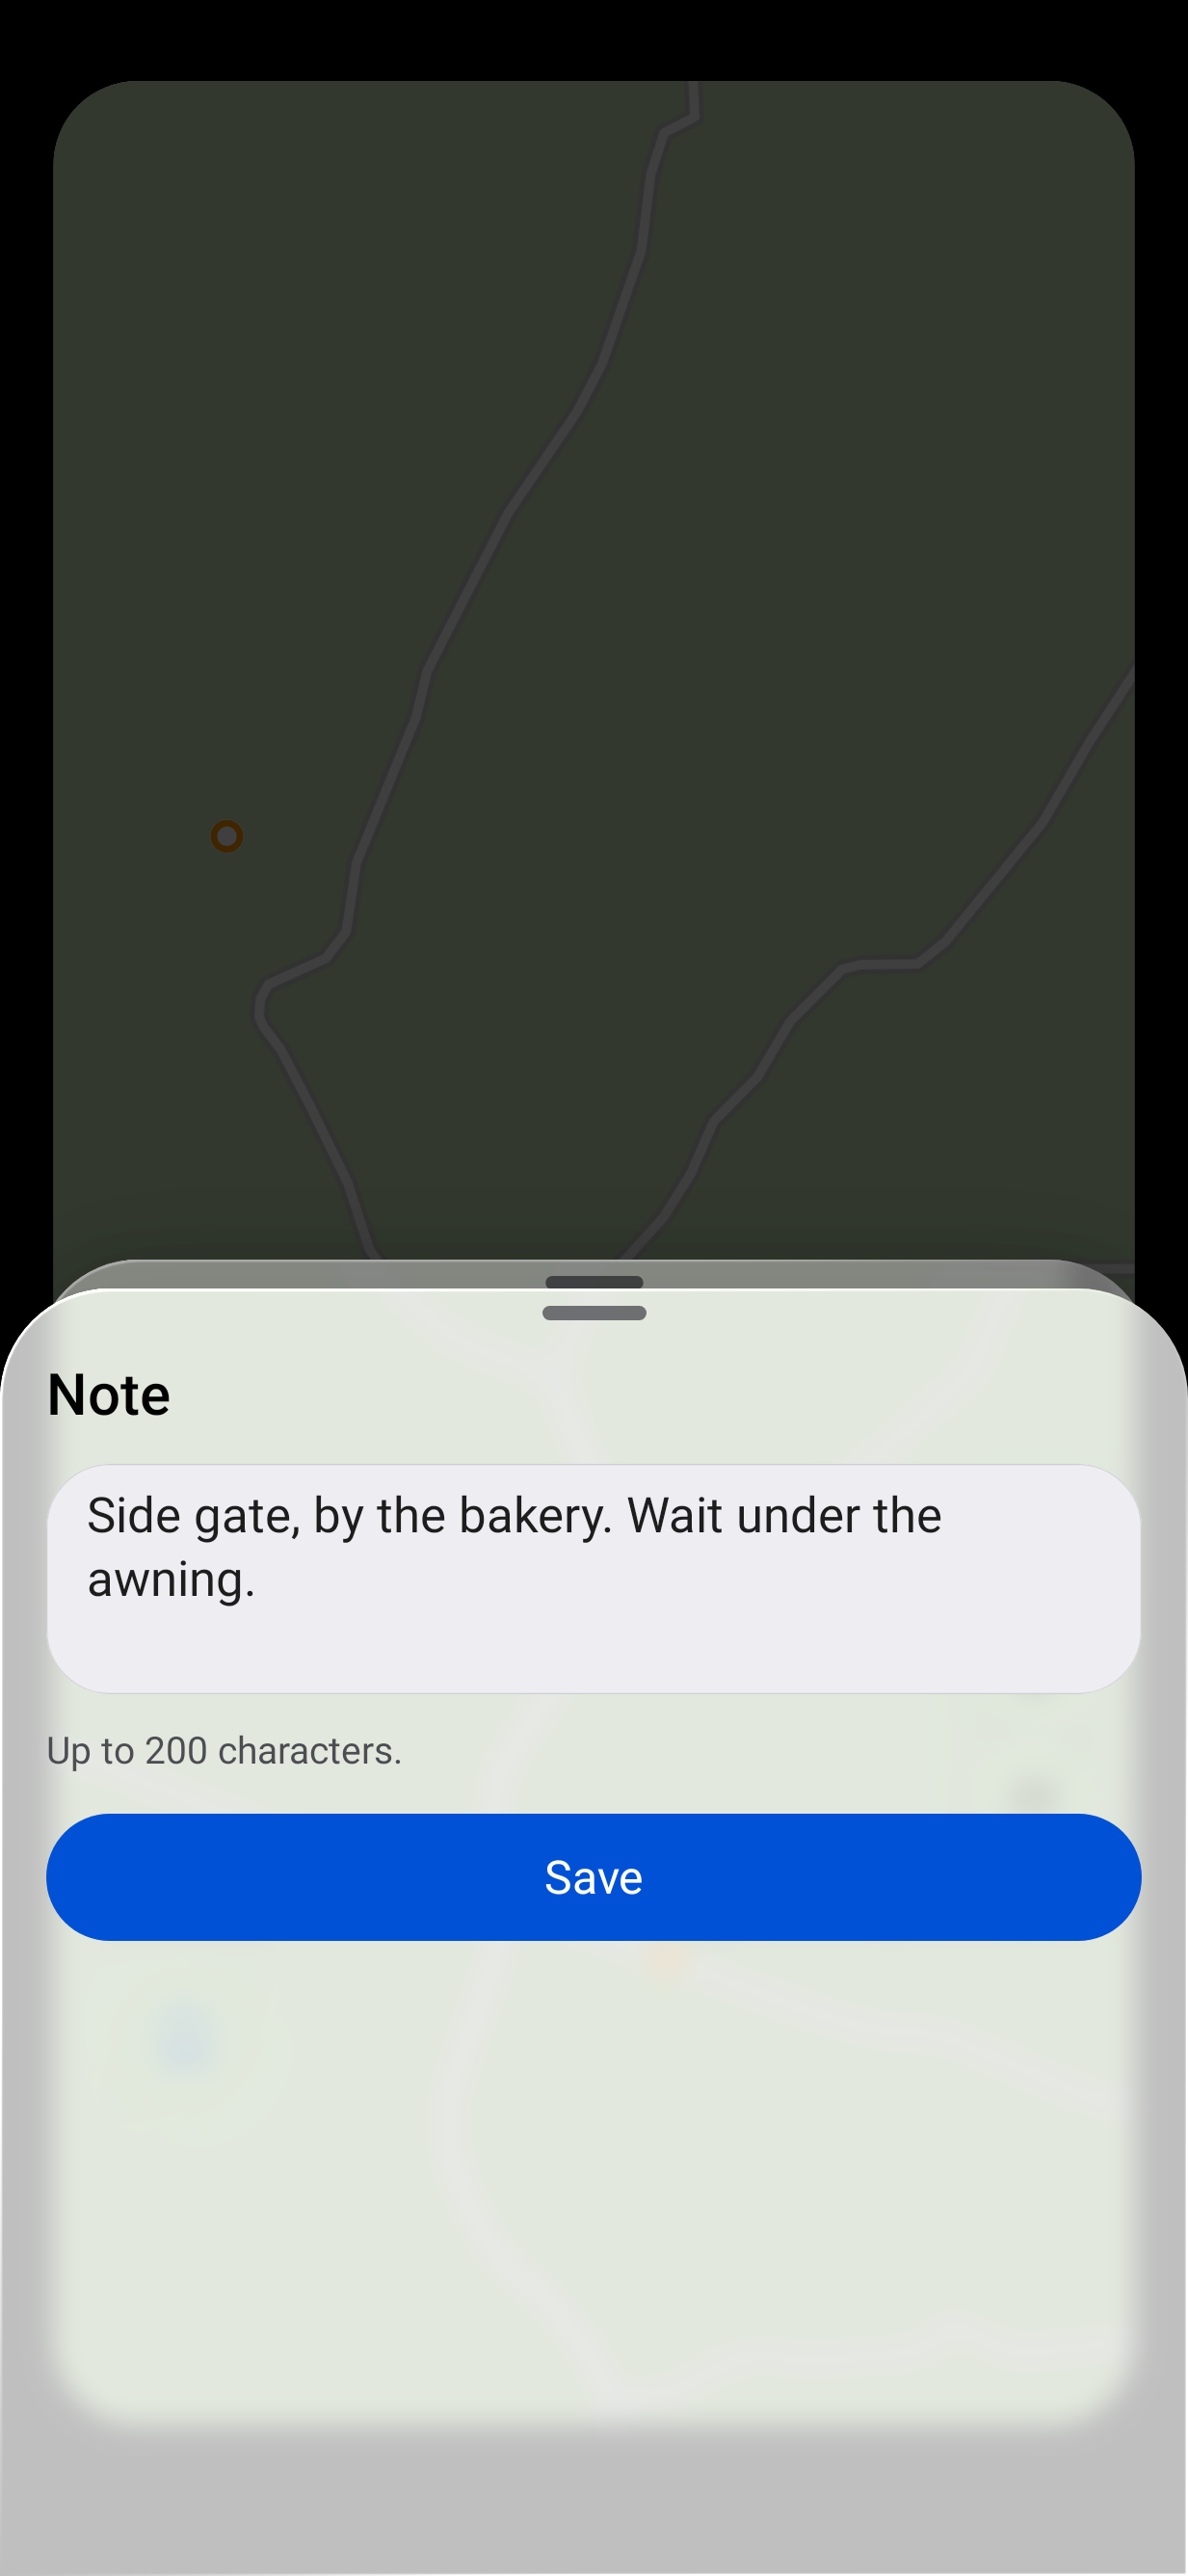 Note
Side gate, by the bakery. Wait under the
awning.
Up to 200 characters.
Save